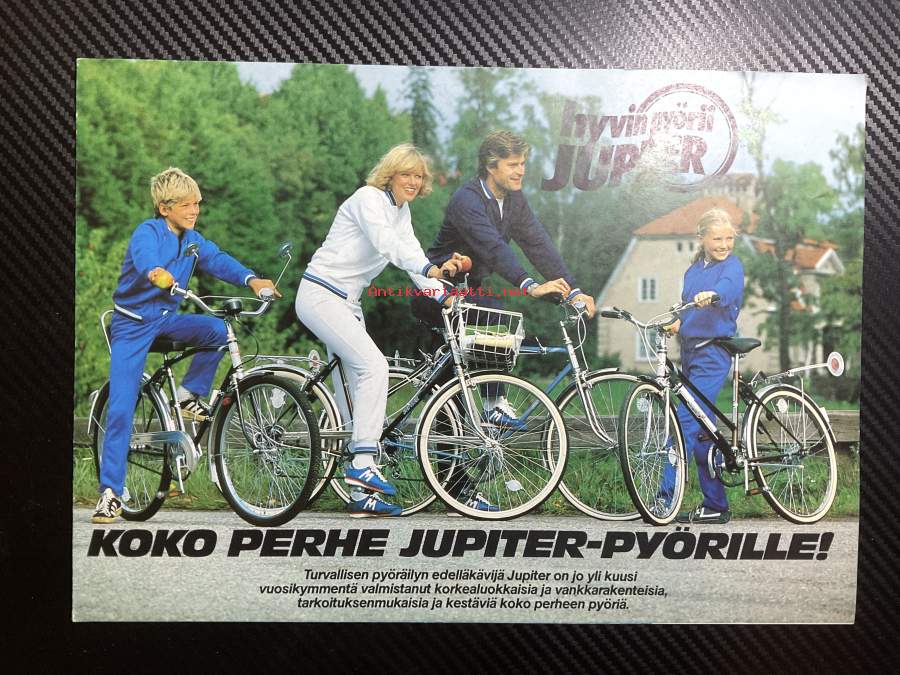 hyvin pyörii
JUPITER
Antikvariaatti.net
KOKO PERHE JUPITER-PYÖRILLE!
Turvallisen pyöräilyn edelläkävijä Jupiter on jo yli kuusi
vuosikymmentä valmistanut korkealuokkaisia ja vankkarakenteisia,
tarkoituksenmukaisia ja kestäviä koko perheen pyöriä.